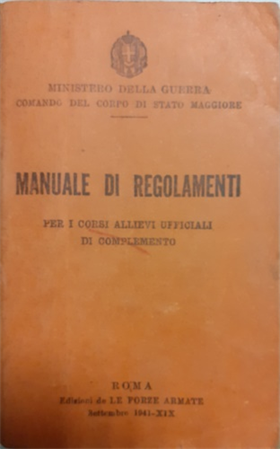 MINISTERO DELLA GUERRA
COMANDO DEL CORPO DI STATO MAGGIORE
MANUALE DI REGOLAMENTI
PER I CORSI ALLIEVI UFFICIALI
DI COMPLEMENTO
ROMA
Edizioni de LE FORZE ARMATE
Settembre 1941-XIX